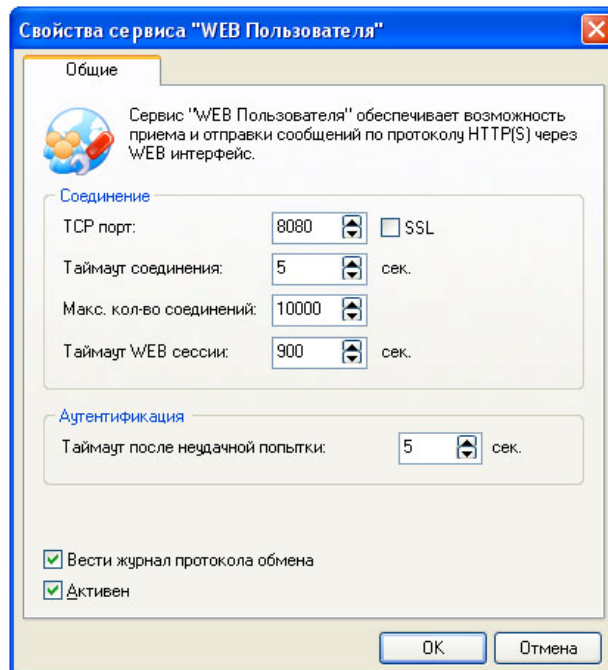 Свойства сервиса "WEB Пользователя"
Общие
Сервис "WEB Пользователя" обеспечивает возможность
приема и отправки сообщений по протоколу HTTP(S) через
WEB интерфейс.
Соединение
TCP порт: 8080 SSL
Таймаут соединения: 5 сек.
Макс. кол-во соединений: 10000
Таймаут WEB сессии: 900 сек.
Аутентификация
Таймаут после неудачной попытки: 5 сек.
Вести журнал протокола обмена
Активен
OK Отмена